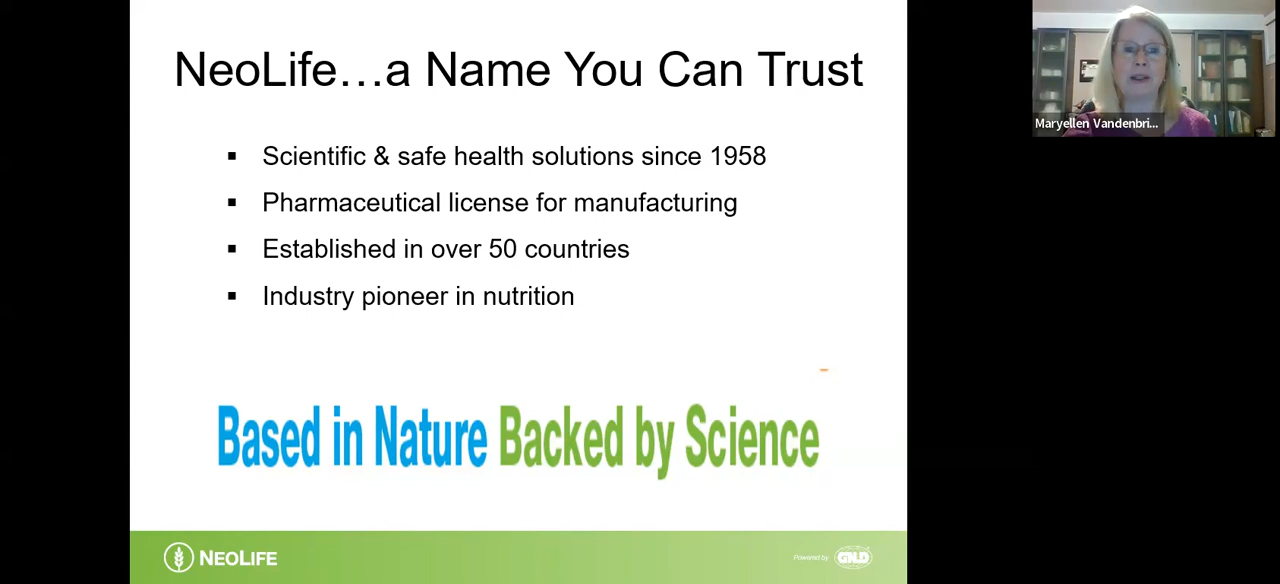 NeoLife…a Name You Can Trust
Maryellen Vandenbri...
▪ Scientific & safe health solutions since 1958
▪ Pharmaceutical license for manufacturing
▪ Established in over 50 countries
▪ Industry pioneer in nutrition
Based in Nature Backed by Science
NEOLIFE
Powered by GNLD